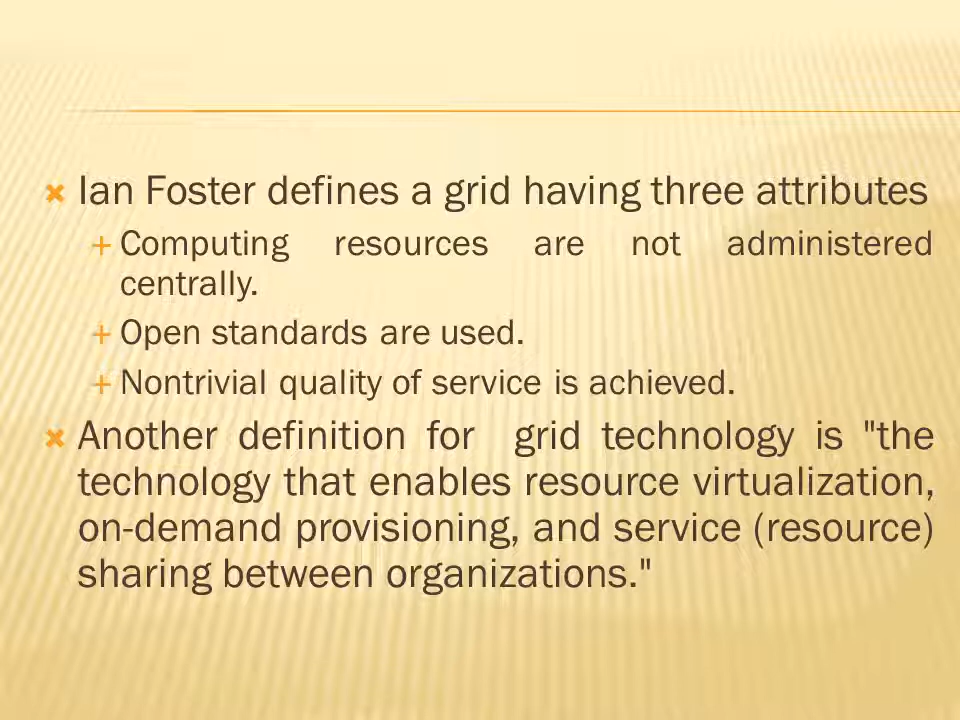 Ian Foster defines a grid having three attributes
Computing resources are not administered
centrally.
Open standards are used.
Nontrivial quality of service is achieved.
Another definition for grid technology is "the
technology that enables resource virtualization,
on-demand provisioning, and service (resource)
sharing between organizations."